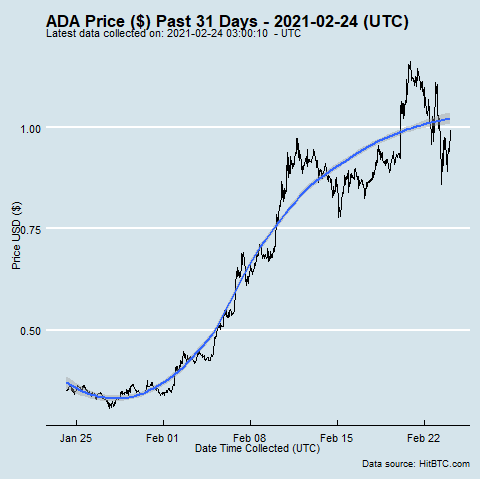 ADA Price ($) Past 31 Days - 2021-02-24 (UTC)
Latest data collected on: 2021-02-24 03:00:10 - UTC
Price USD ($)
1.00
0.75
0.50
Jan 25 Feb 01 Feb 08 Feb 15 Feb 22
Date Time Collected (UTC)
Data source: HitBTC.com